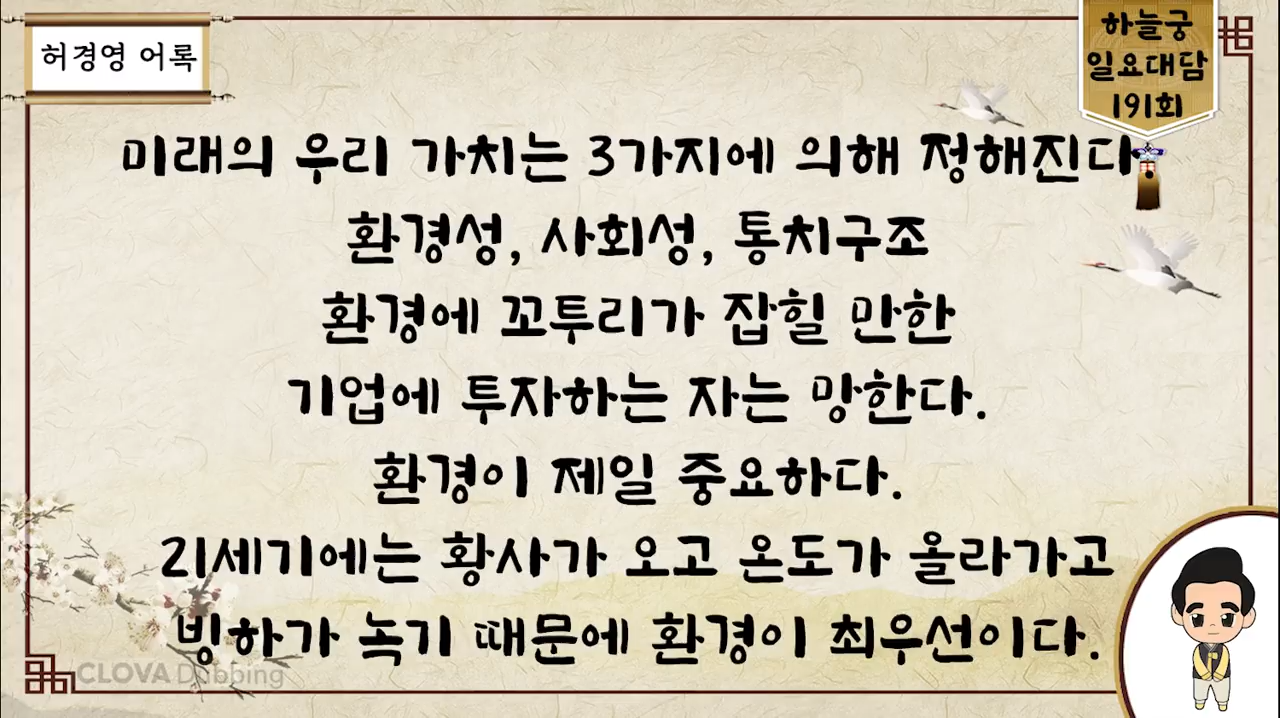 허경영 어록
하늘궁
일요대담
191회
미래의 우리 가치는 3가지에 의해 정해진다.
환경성, 사회성, 통치구조
환경에 꼬투리가 잡힐 만한
기업에 투자하는 자는 망한다.
환경이 제일 중요하다.
21세기에는 황사가 오고 온도가 올라가고
빙하가 녹기 때문에 환경이 최우선이다.
CLOVA Dubbing